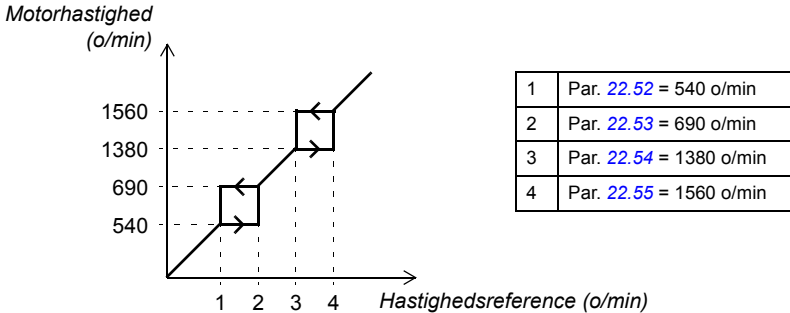 Motorhastighed
(o/min)
1560
1380
690
540
1 2 3 4 Hastighedsreference (o/min)
1 Par. 22.52 = 540 o/min
2 Par. 22.53 = 690 o/min
3 Par. 22.54 = 1380 o/min
4 Par. 22.55 = 1560 o/min